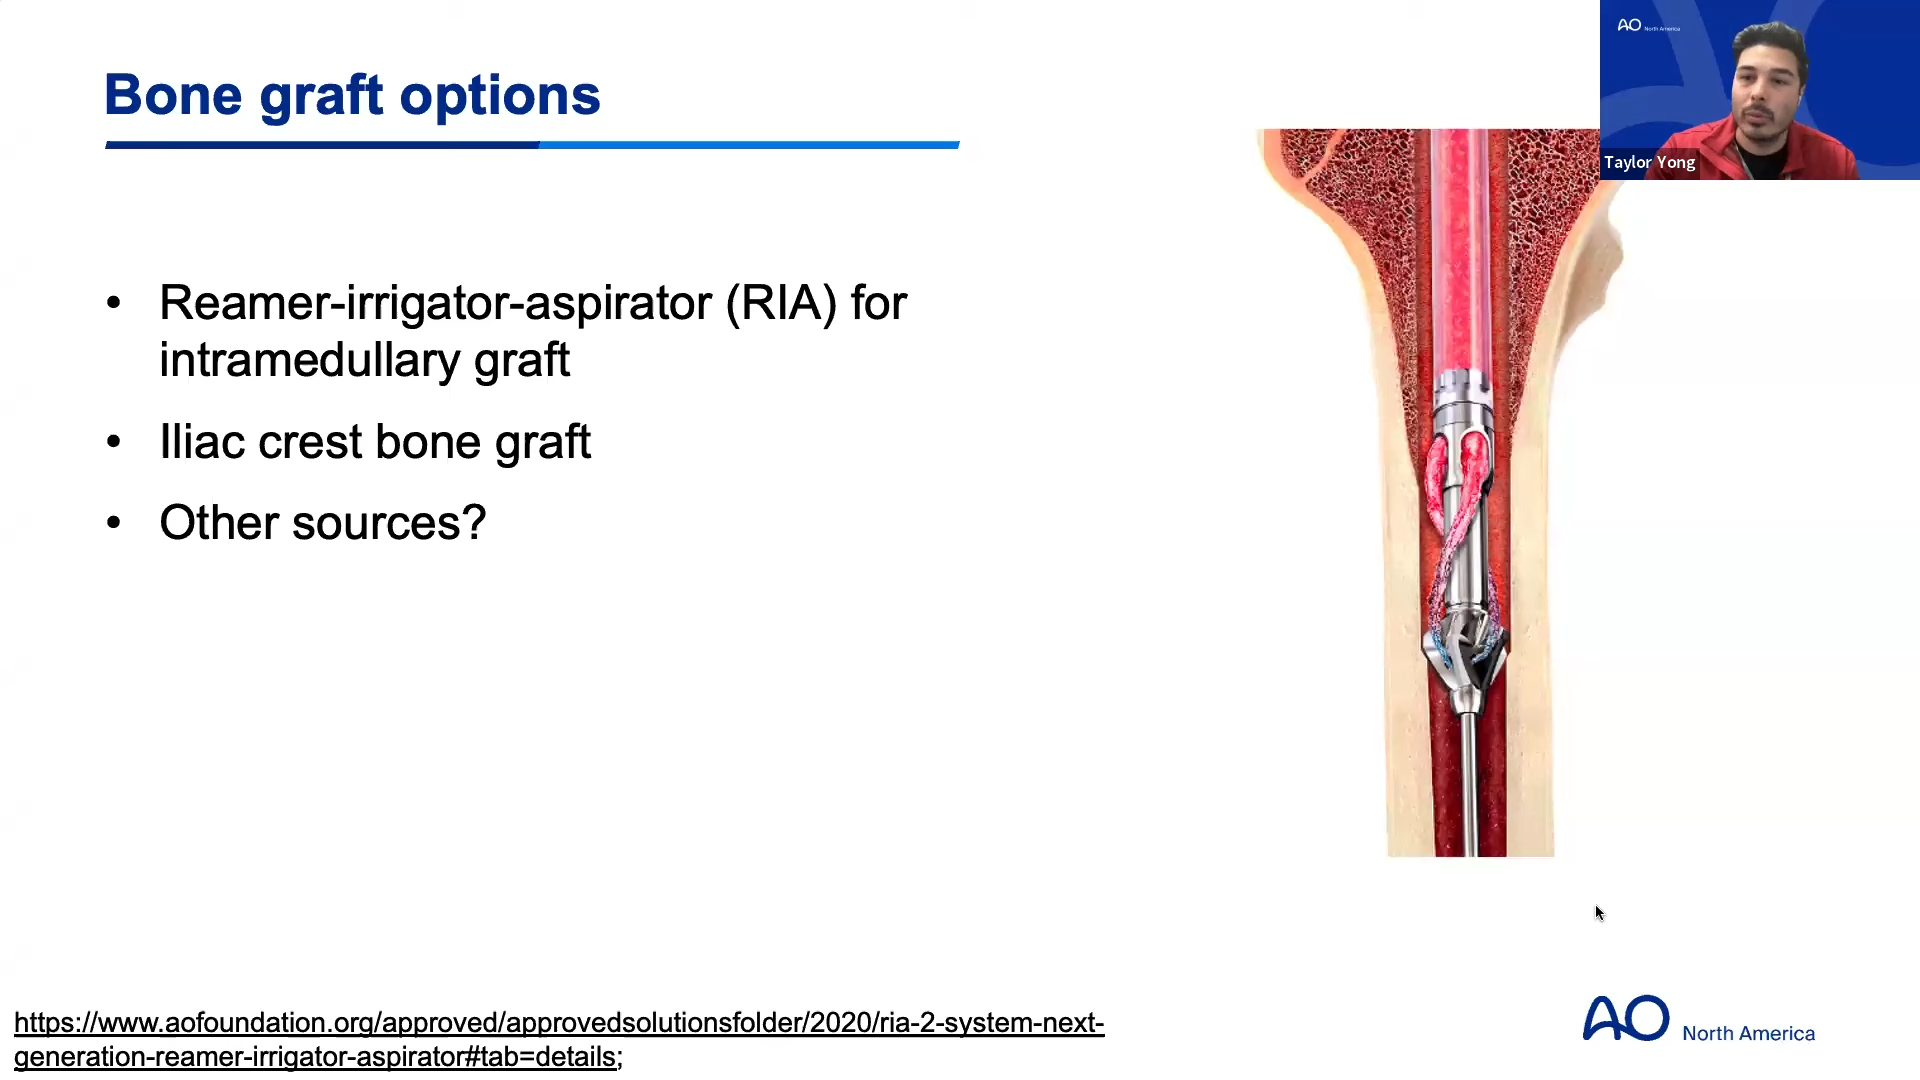 Bone graft options
AO North America
Taylor Yong
• Reamer-irrigator-aspirator (RIA) for
intramedullary graft
• Iliac crest bone graft
• Other sources?
https://www.aofoundation.org/approved/approvedsolutionsfolder/2020/ria-2-system-next-
generation-reamer-irrigator-aspirator#tab=details;
AO North America